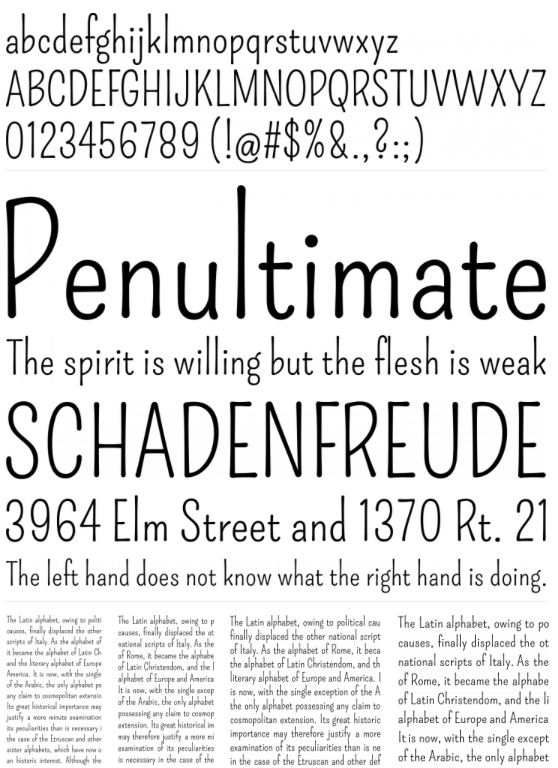 abcdefghijklmnopqrstuvwxyz
ABCDEFGHIJKLMNOPQRSTUVWXYZ
0123456789 (!@#$%&.,?:;)
Penultimate
The spirit is willing but the flesh is weak
SCHADENFREUDE
3964 Elm Street and 1370 Rt. 21
The left hand does not know what the right hand is doing.
The Latin alphabet, owing to politi
causes, finally displaced the other
national scripts of Italy. As the alphabet of
it became the alphabet of Latin Ch
and the literary alphabet of Europe
America. It is now, with the single
of the Arabic, the only alphabet po
any claim to cosmopolitan extensio
Its great historical importance may
justify a more minute examination
its peculiarities than is necessary i
the case of the Etruscan and other
sister alphabets, which have now o
an historic interest. Although the
The Latin alphabet, owing to p
causes, finally displaced the ot
national scripts of Italy. As the
of Rome, it became the alphabe
of Latin Christendom, and the l
alphabet of Europe and America
It is now, with the single excep
of the Arabic, the only alphabet
possessing any claim to cosmop
extension. Its great historical im
may therefore justify a more mi
examination of its peculiarities
is necessary in the case of the
The Latin alphabet, owing to political cau
finally displaced the other national script
of Italy. As the alphabet of Rome, it beca
the alphabet of Latin Christendom, and th
literary alphabet of Europe and America. I
is now, with the single exception of the A
the only alphabet possessing any claim to
cosmopolitan extension. Its great historic
importance may therefore justify a more
examination of its peculiarities than is ne
in the case of the Etruscan and other def
The Latin alphabet, owing to po
causes, finally displaced the ot
national scripts of Italy. As the
of Rome, it became the alphabe
of Latin Christendom, and the li
alphabet of Europe and America
It is now, with the single except
of the Arabic, the only alphabet